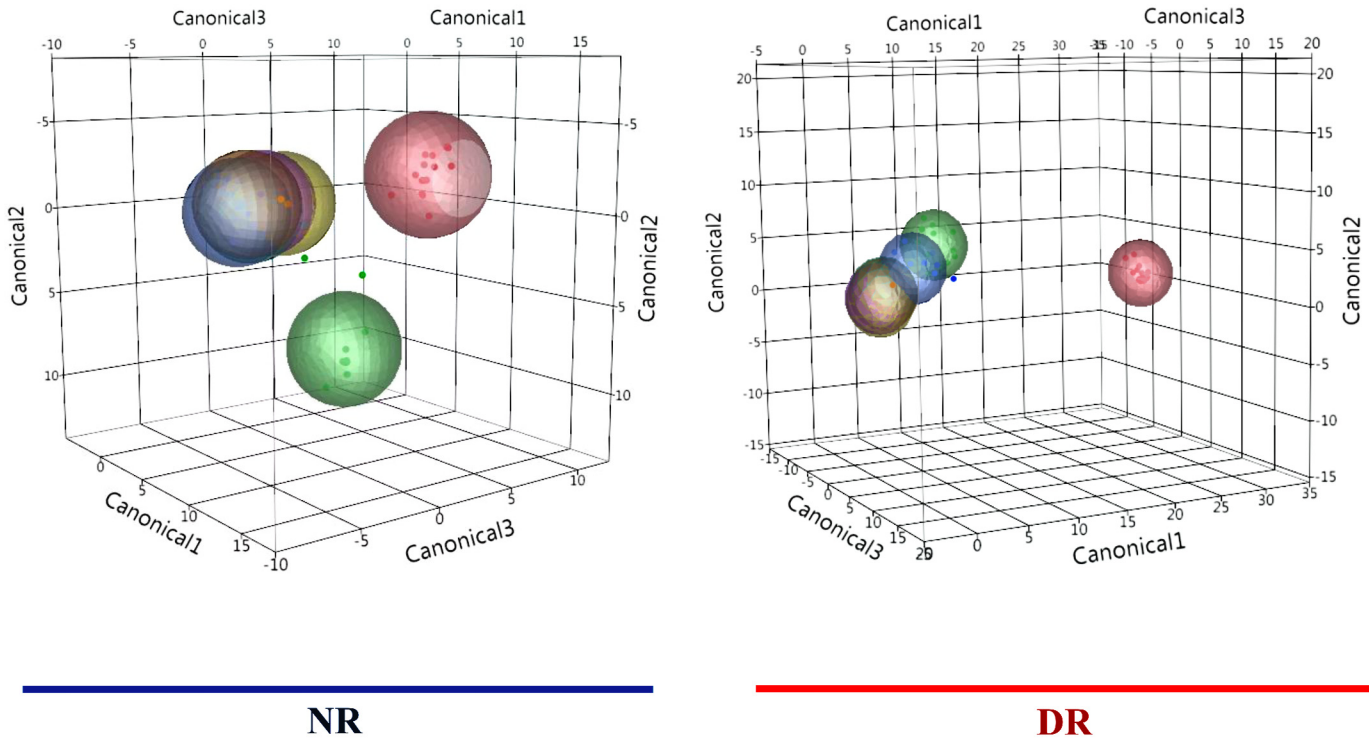 Canonical3 Canonical1
-10 -5 0 5 10 0 5 10 15
-5 -5
0 0
Canonical2 Canonical2
5 5
10 10
0 5 10 15
Canonical1
-10 -5 0 5 10
Canonical3
NR
Canonical1 Canonical3
-5 0 5 10 15 20 25 30 -10 -5 0 5 10 15 20
20 20
15 15
10 10
5 5
Canonical2 Canonical2
0 0
-5 -5
-10 -10
-15 -15
-15 -10 -5 0 5 10 15
Canonical3
0 5 10 15 20 25 30 35
Canonical1
DR